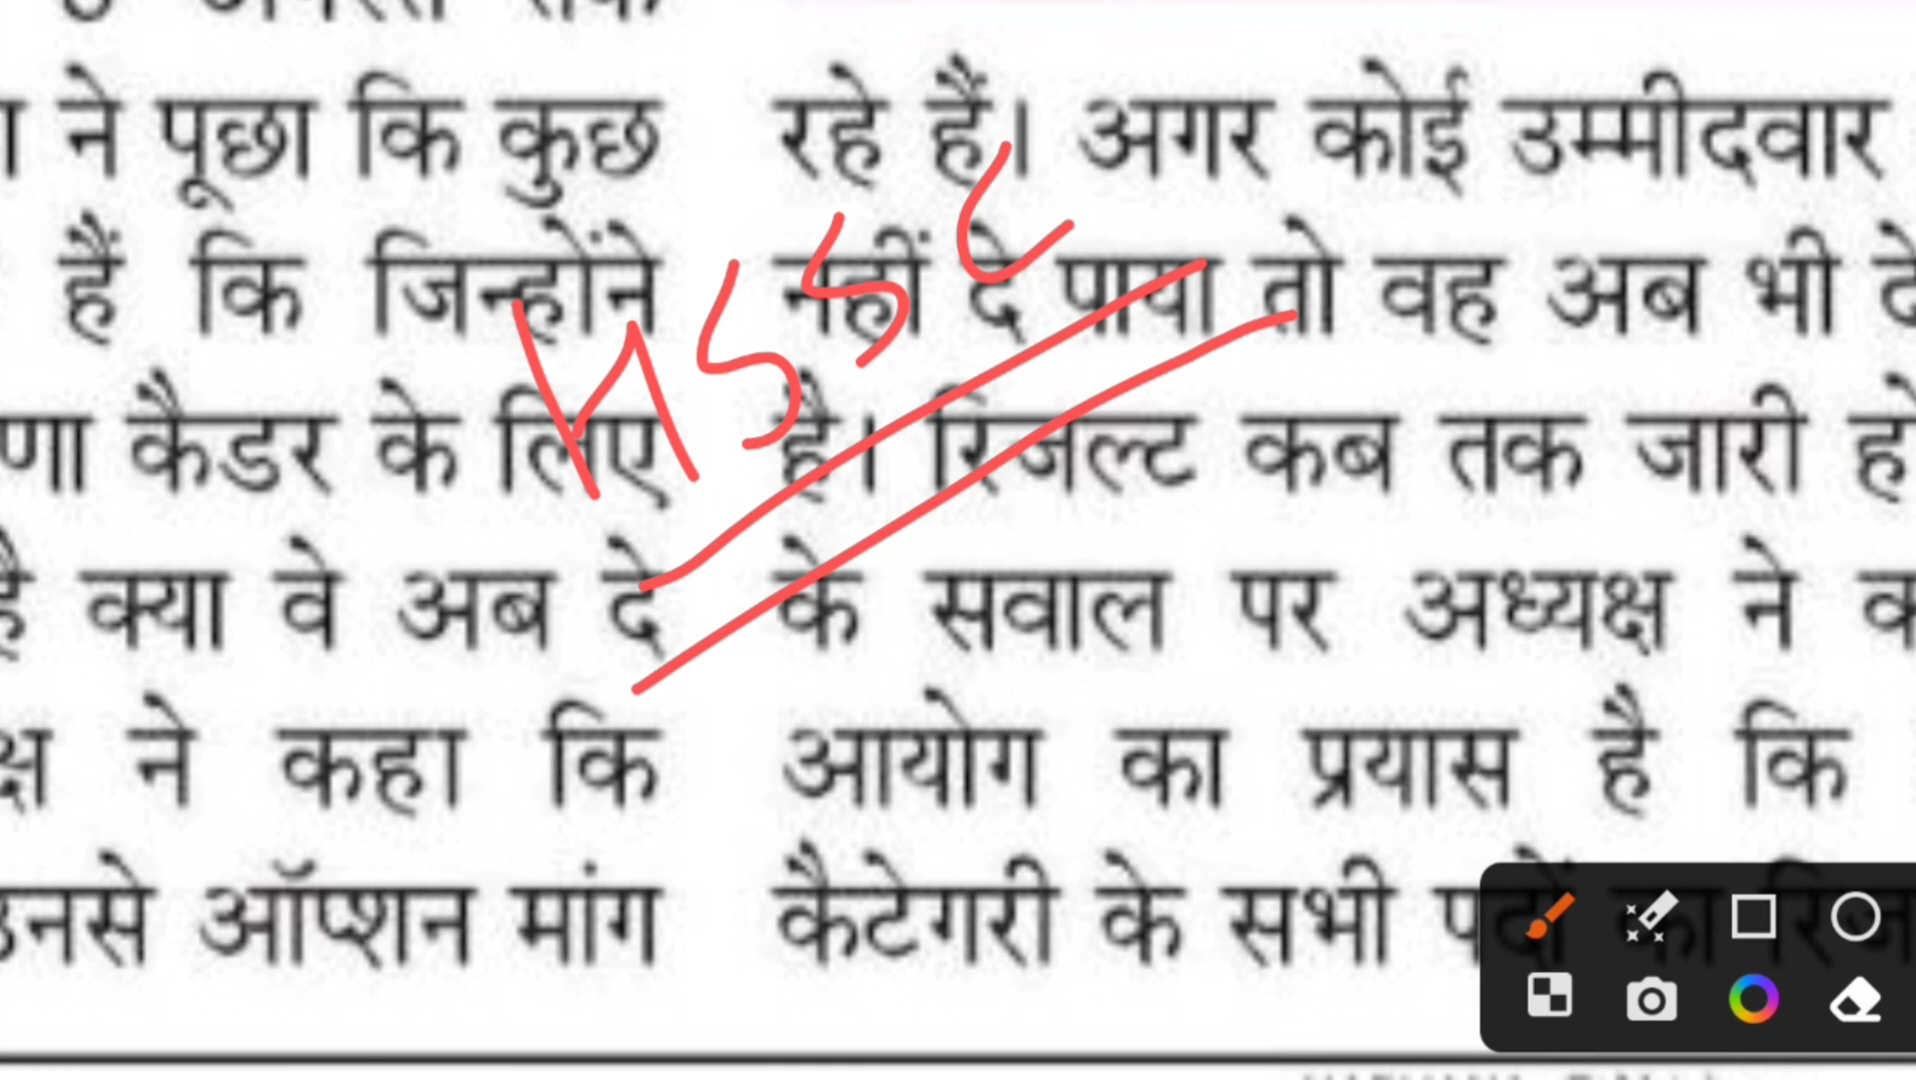 ने पूछा कि कुछ
हैं कि जिन्होंने
कैडर के लिए
क्या वे अब दे
ने कहा कि
ऑप्शन मांग
रहे हैं। अगर कोई उम्मीदवार
नहीं दे पाया तो वह अब भी
है। रिजल्ट कब तक जारी
के सवाल पर अध्यक्ष ने
आयोग का प्रयास है कि
कैटेगरी के सभी पदों का
HSSC